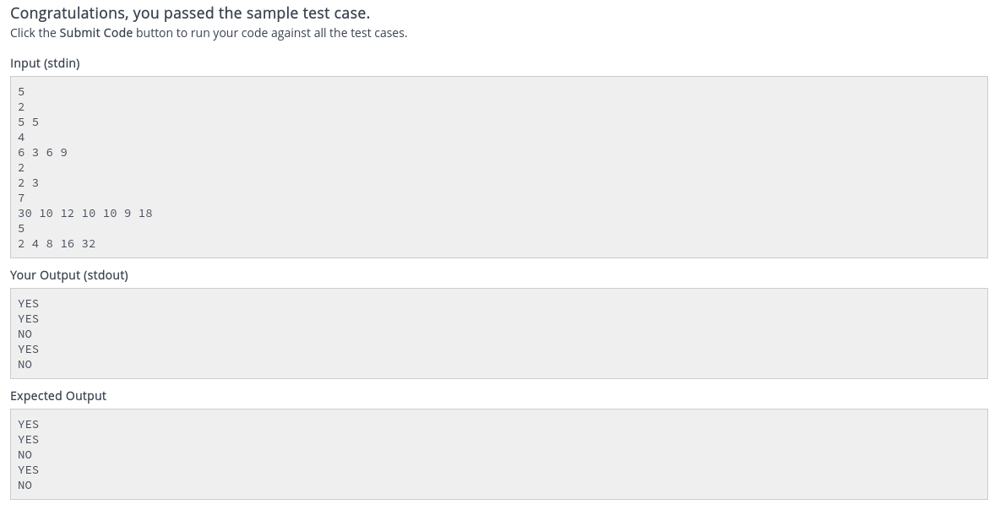 Congratulations, you passed the sample test case.
Click the Submit Code button to run your code against all the test cases.
Input (stdin)
5
2
5 5
4
6 3 6 9
2
2 3
7
30 10 12 10 10 9 18
5
2 4 8 16 32
Your Output (stdout)
YES
YES
NO
YES
NO
Expected Output
YES
YES
NO
YES
NO